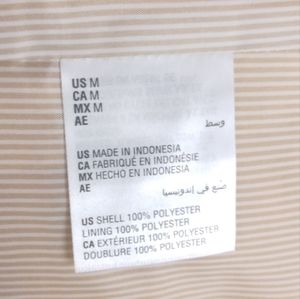 US M
CA M
MX M
AE وسط
US MADE IN INDONESIA
CA FABRIQUÉ EN INDONÉSIE
MX HECHO EN INDONESIA
AE صُنع في إندونيسيا
US SHELL 100% POLYESTER
LINING 100% POLYESTER
CA EXTÉRIEUR 100% POLYESTER
DOUBLURE 100% POLYESTER